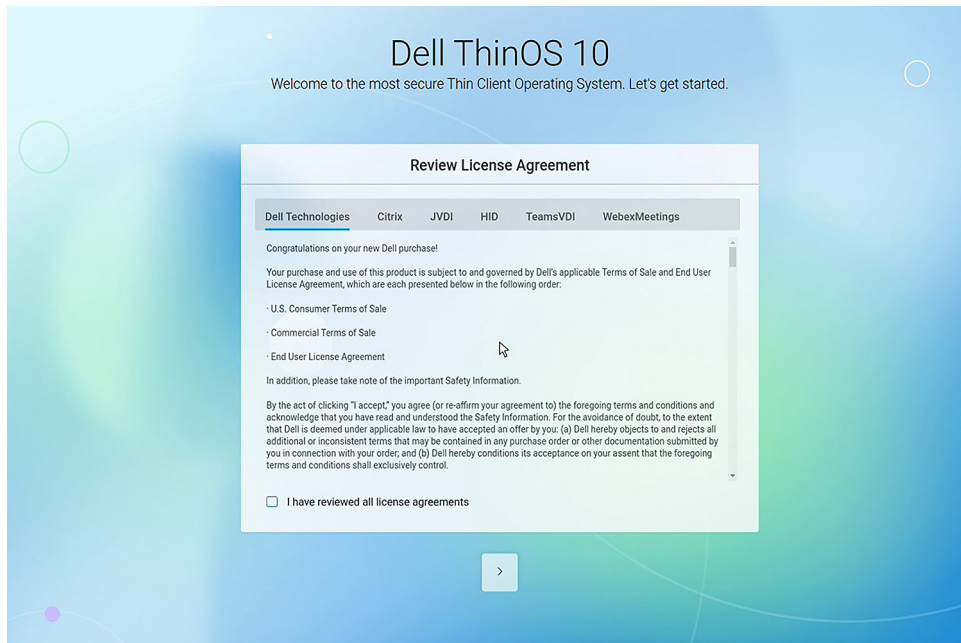 Dell ThinOS 10
Welcome to the most secure Thin Client Operating System. Let's get started.
Review License Agreement
Dell Technologies Citrix JVDI HID TeamsVDI WebexMeetings
Congratulations on your new Dell purchase!
Your purchase and use of this product is subject to and governed by Dell's applicable Terms of Sale and End User
License Agreement, which are each presented below in the following order:
· U.S. Consumer Terms of Sale
· Commercial Terms of Sale
· End User License Agreement
In addition, please take note of the important Safety Information.
By the act of clicking "I accept," you agree (or re-affirm your agreement to) the foregoing terms and conditions and
acknowledge that you have read and understood the Safety Information. For the avoidance of doubt, to the extent
that Dell is deemed under applicable law to have accepted an offer by you: (a) Dell hereby objects to and rejects all
additional or inconsistent terms that may be contained in any purchase order or other documentation submitted by
you in connection with your order; and (b) Dell hereby conditions its acceptance on your assent that the foregoing
terms and conditions shall exclusively control.
I have reviewed all license agreements